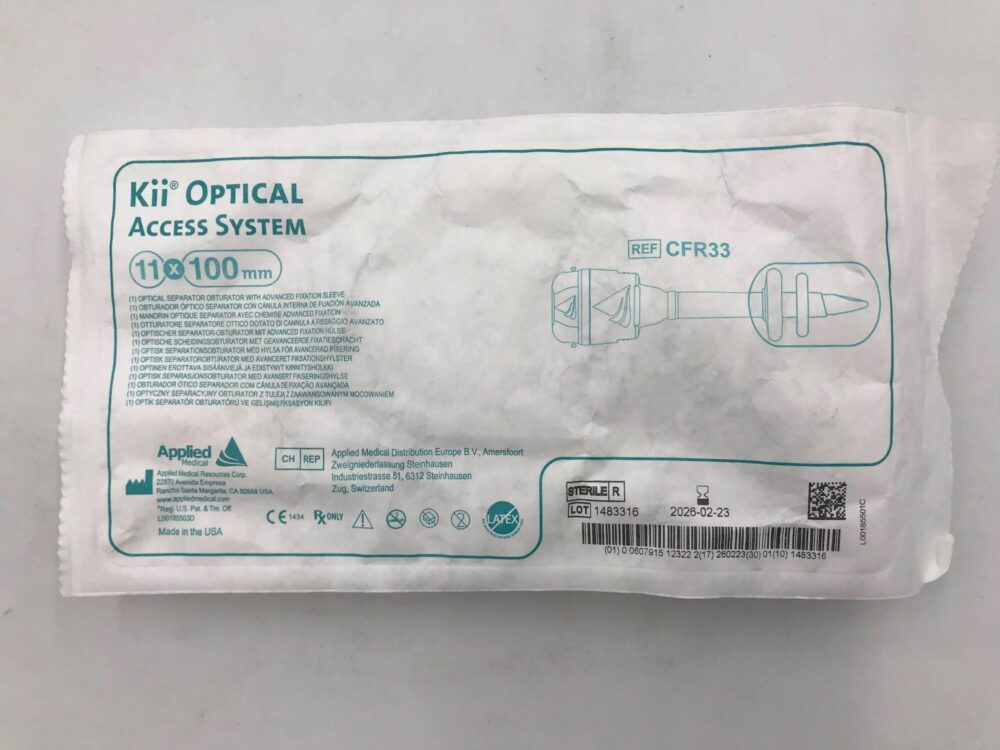 Kii® OPTICAL
ACCESS SYSTEM
11 x 100 mm
(1) OPTICAL SEPARATOR OBTURATOR WITH ADVANCED FIXATION SLEEVE
(1) OBTURADOR ÓPTICO SEPARATOR CON CÁNULA INTERNA DE FIJACIÓN AVANZADA
(1) MANDRIN OPTIQUE SEPARATOR AVEC CHEMISE ADVANCED FIXATION
(1) OTTURATORE SEPARATORE OTTICO DOTATO DI CANNULA A FISSAGGIO AVANZATO
(1) OPTISCHER SEPARATOR-OBTURATOR MIT ADVANCED FIXATION HÜLSE
(1) OPTISCHE SCHEIDINGSOBTURATOR MET GEAVANCEERDE FIXATIESCHACHT
(1) OPTISK SEPARATIONSOBTURATOR MED HYLSA FÖR AVANCERAD FIXERING
(1) OPTISK SEPARATOROBTURATOR MED AVANCERET FIKSATIONSHYLSTER
(1) OPTINEN EROTTAVA SISÄÄNVIEJÄ JA EDISTYNYT KIINNITYSHOLKKI
(1) OPTISK SEPARASJONSOBTURATOR MED AVANSERT FIKSERINGSHYLSE
(1) OBTURADOR ÓTICO SEPARADOR COM CÂNULA DE FIXAÇÃO AVANÇADA
(1) OPTYCZNY SEPARACYJNY OBTURATOR Z TULEJĄ Z ZAAWANSOWANYM MOCOWANIEM
(1) OPTİK SEPARATÖR OBTURATÖRÜ VE GELİŞMİŞ FİKSASYON KILIFI
REF CFR33
Applied
Medical
Applied Medical Resources Corp.
22872 Avenida Empresa
Rancho Santa Margarita, CA 92688 USA
www.appliedmedical.com
*Reg. U.S. Pat. & Tm. Off.
L00185503D
Made in the USA
CH REP
Applied Medical Distribution Europe B.V., Amersfoort
Zweigniederlassung Steinhausen
Industriestrasse 51, 6312 Steinhausen
Zug, Switzerland
CE 1434 Rx ONLY
LATEX
STERILE R
LOT 1483316
2026-02-23
(01) 0 0607915 12322 2(17) 260223(30) 01(10) 1483316
L00185501C